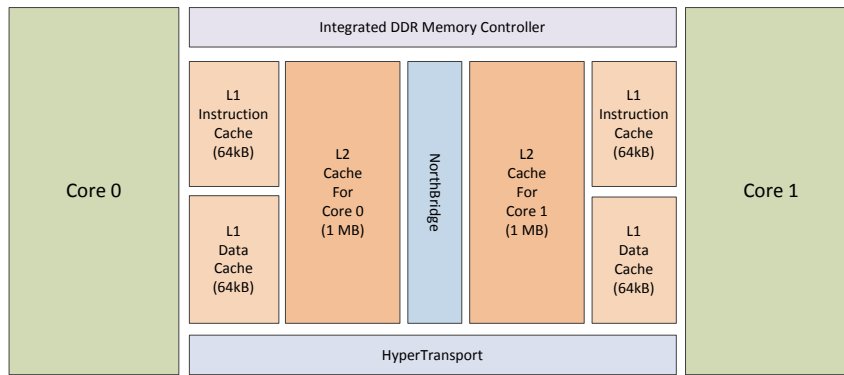 Integrated DDR Memory Controller
Core 0
L1
Instruction
Cache
(64kB)
L1
Data
Cache
(64kB)
L2
Cache
For
Core 0
(1 MB)
NorthBridge
L2
Cache
For
Core 1
(1 MB)
L1
Instruction
Cache
(64kB)
L1
Data
Cache
(64kB)
Core 1
HyperTransport